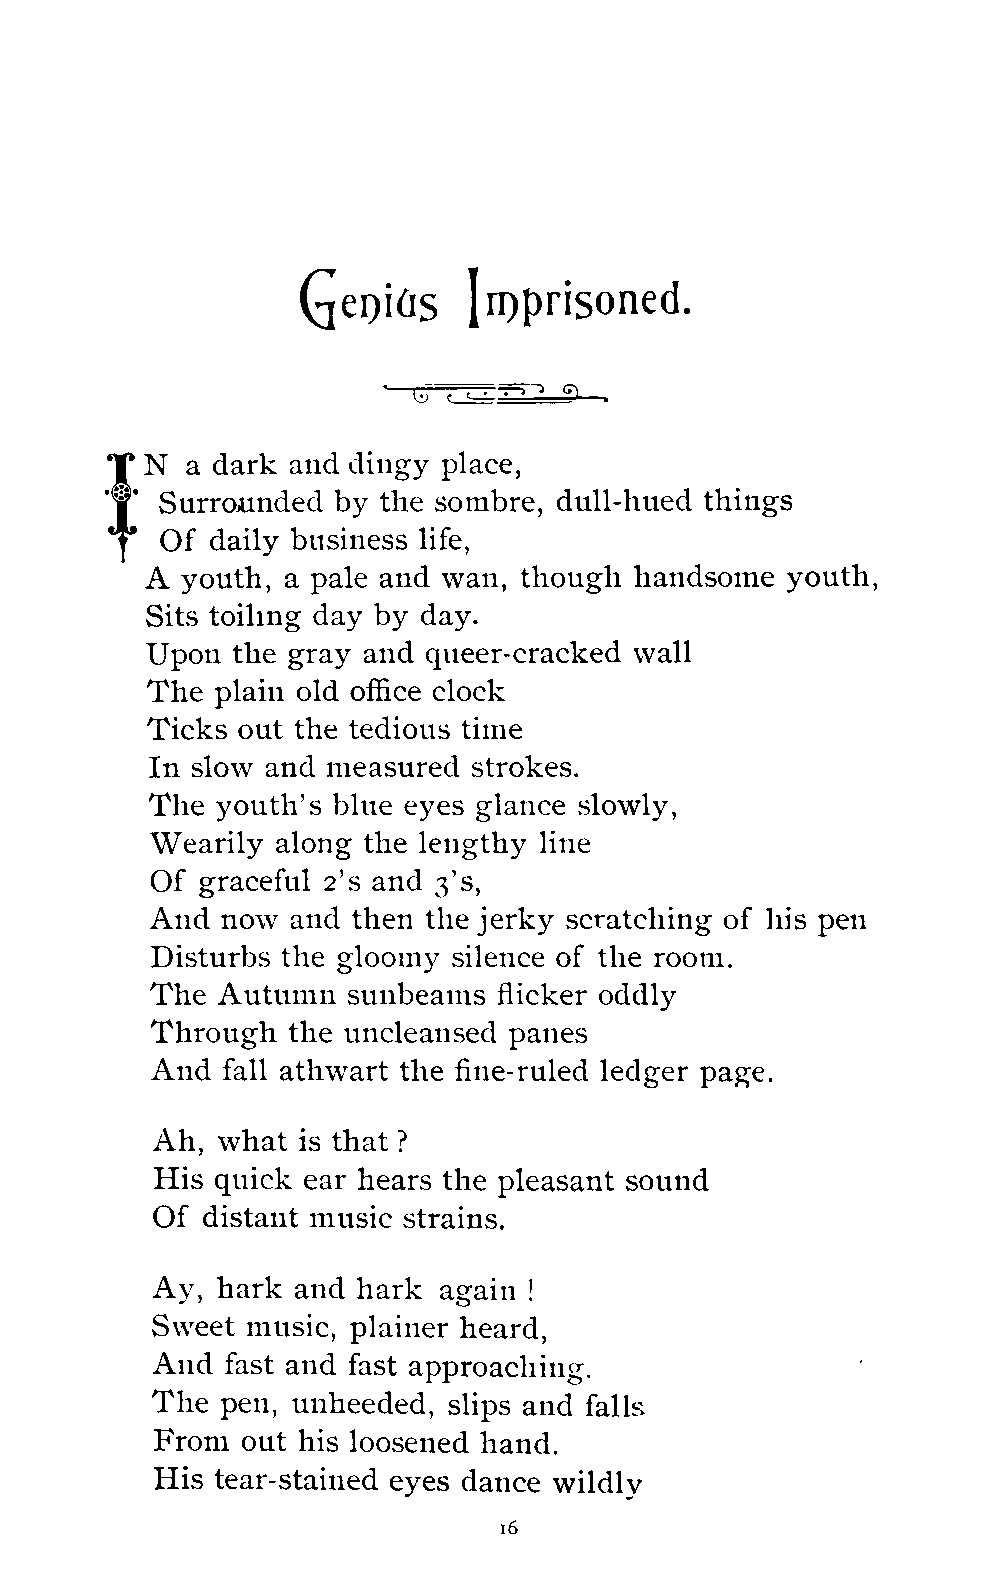 Genius Imprisoned.
IN a dark and dingy place,
Surrounded by the sombre, dull-hued things
Of daily business life,
A youth, a pale and wan, though handsome youth,
Sits toiling day by day.
Upon the gray and queer-cracked wall
The plain old office clock
Ticks out the tedious time
In slow and measured strokes.
The youth's blue eyes glance slowly,
Wearily along the lengthy line
Of graceful 2's and 3's,
And now and then the jerky scratching of his pen
Disturbs the gloomy silence of the room.
The Autumn sunbeams flicker oddly
Through the uncleansed panes
And fall athwart the fine-ruled ledger page.
Ah, what is that ?
His quick ear hears the pleasant sound
Of distant music strains.
Ay, hark and hark again !
Sweet music, plainer heard,
And fast and fast approaching.
The pen, unheeded, slips and falls
From out his loosened hand.
His tear-stained eyes dance wildly
16